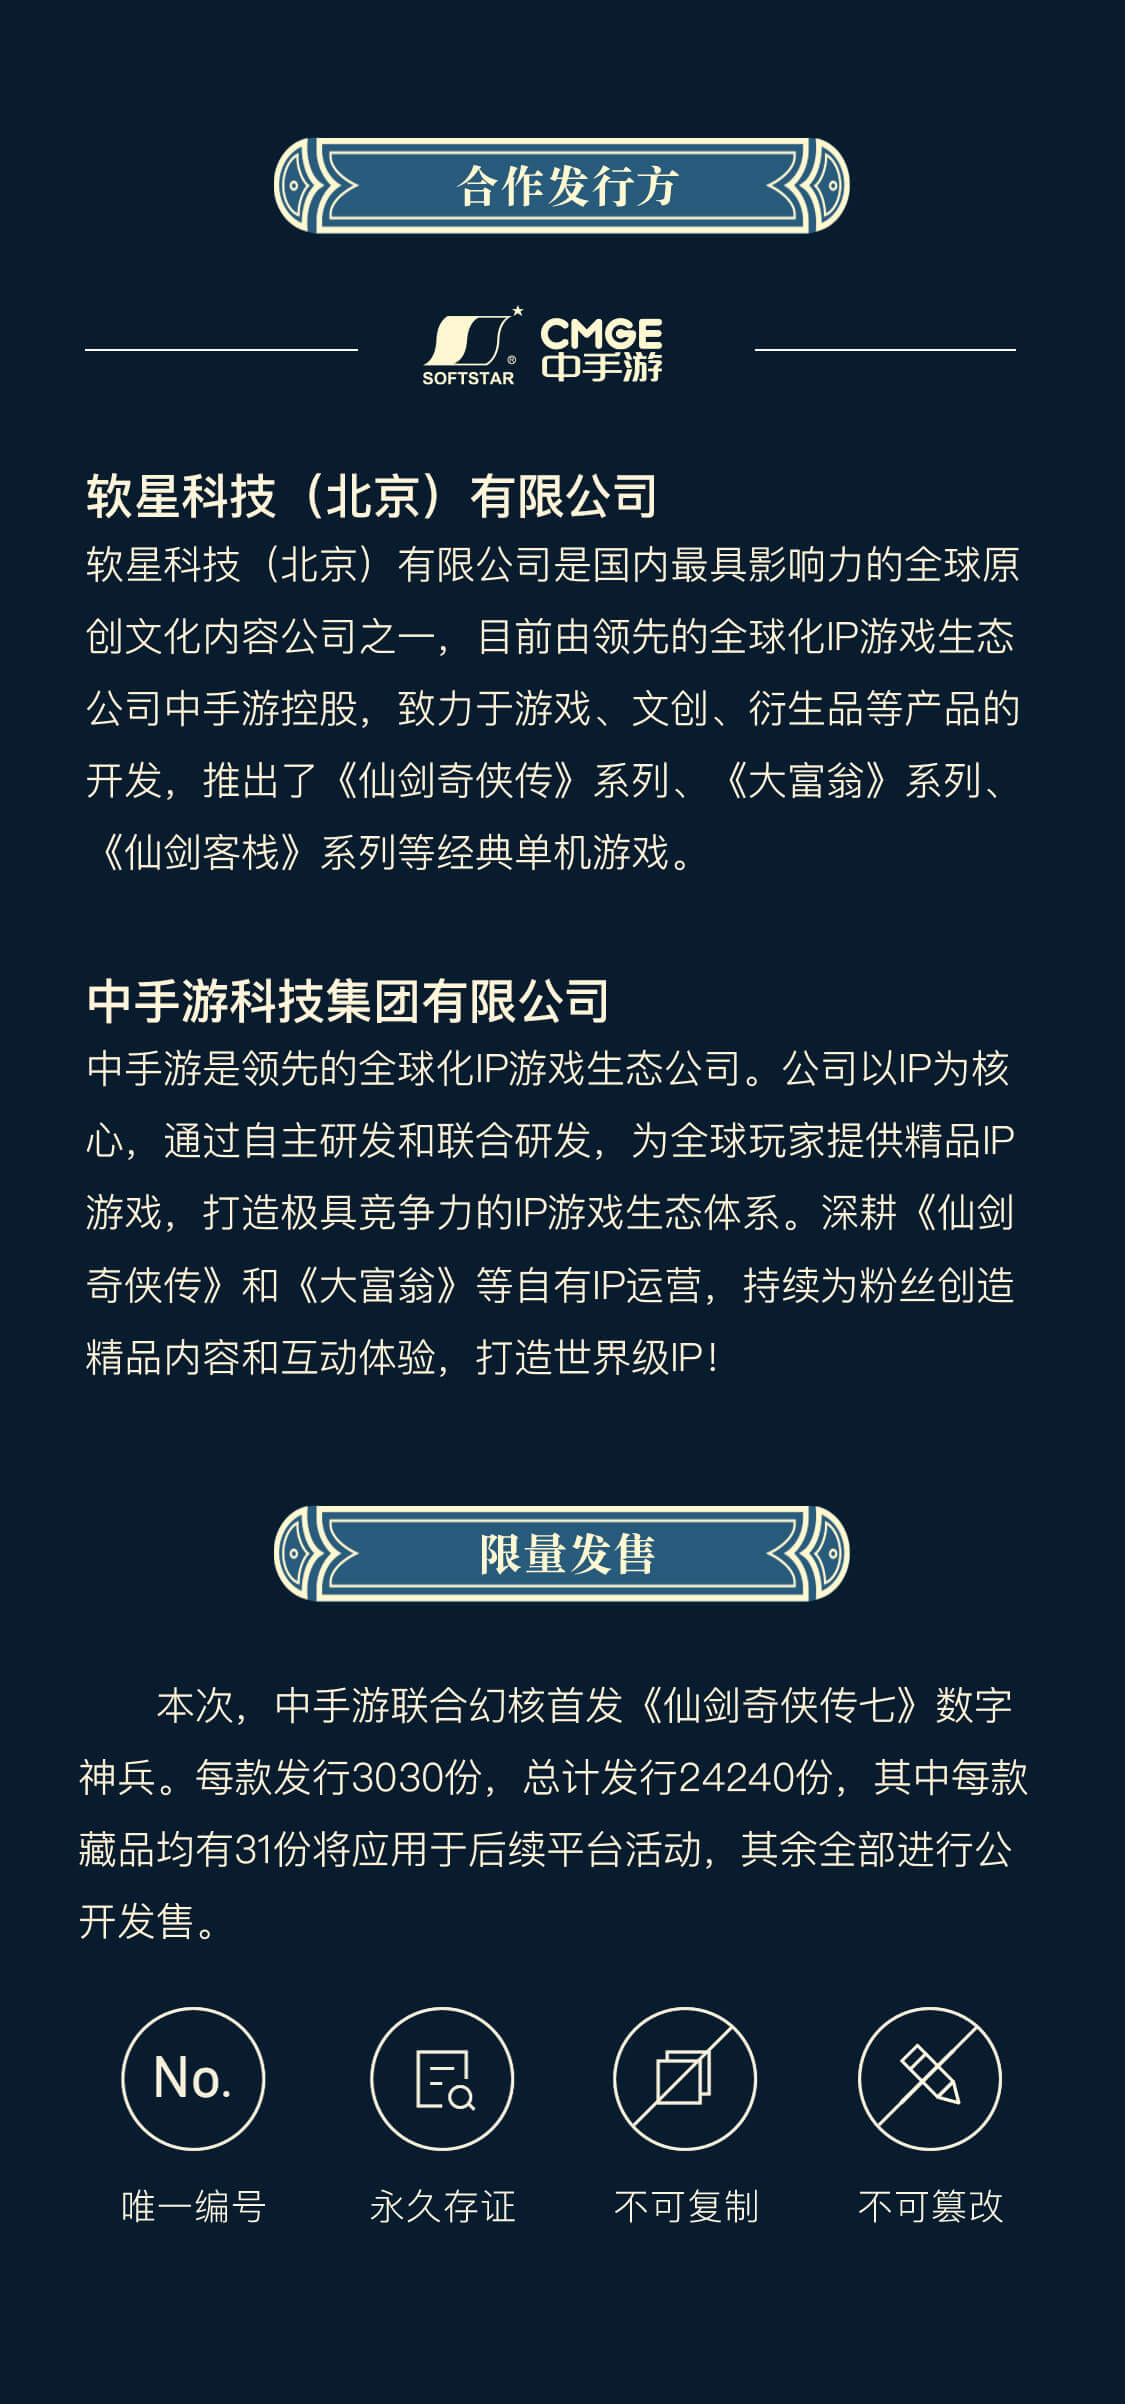 合作发行方
SOFTSTAR ®
CMGE
中手游
软星科技（北京）有限公司
软星科技（北京）有限公司是国内最具影响力的全球原
创文化内容公司之一，目前由领先的全球化IP游戏生态
公司中手游控股，致力于游戏、文创、衍生品等产品的
开发，推出了《仙剑奇侠传》系列、《大富翁》系列、
《仙剑客栈》系列等经典单机游戏。
中手游科技集团有限公司
中手游是领先的全球化IP游戏生态公司。公司以IP为核
心，通过自主研发和联合研发，为全球玩家提供精品IP
游戏，打造极具竞争力的IP游戏生态体系。深耕《仙剑
奇侠传》和《大富翁》等自有IP运营，持续为粉丝创造
精品内容和互动体验，打造世界级IP！
限量发售
本次，中手游联合幻核首发《仙剑奇侠传七》数字
神兵。每款发行3030份，总计发行24240份，其中每款
藏品均有31份将应用于后续平台活动，其余全部进行公
开发售。
No.
唯一编号
永久存证
不可复制
不可篡改